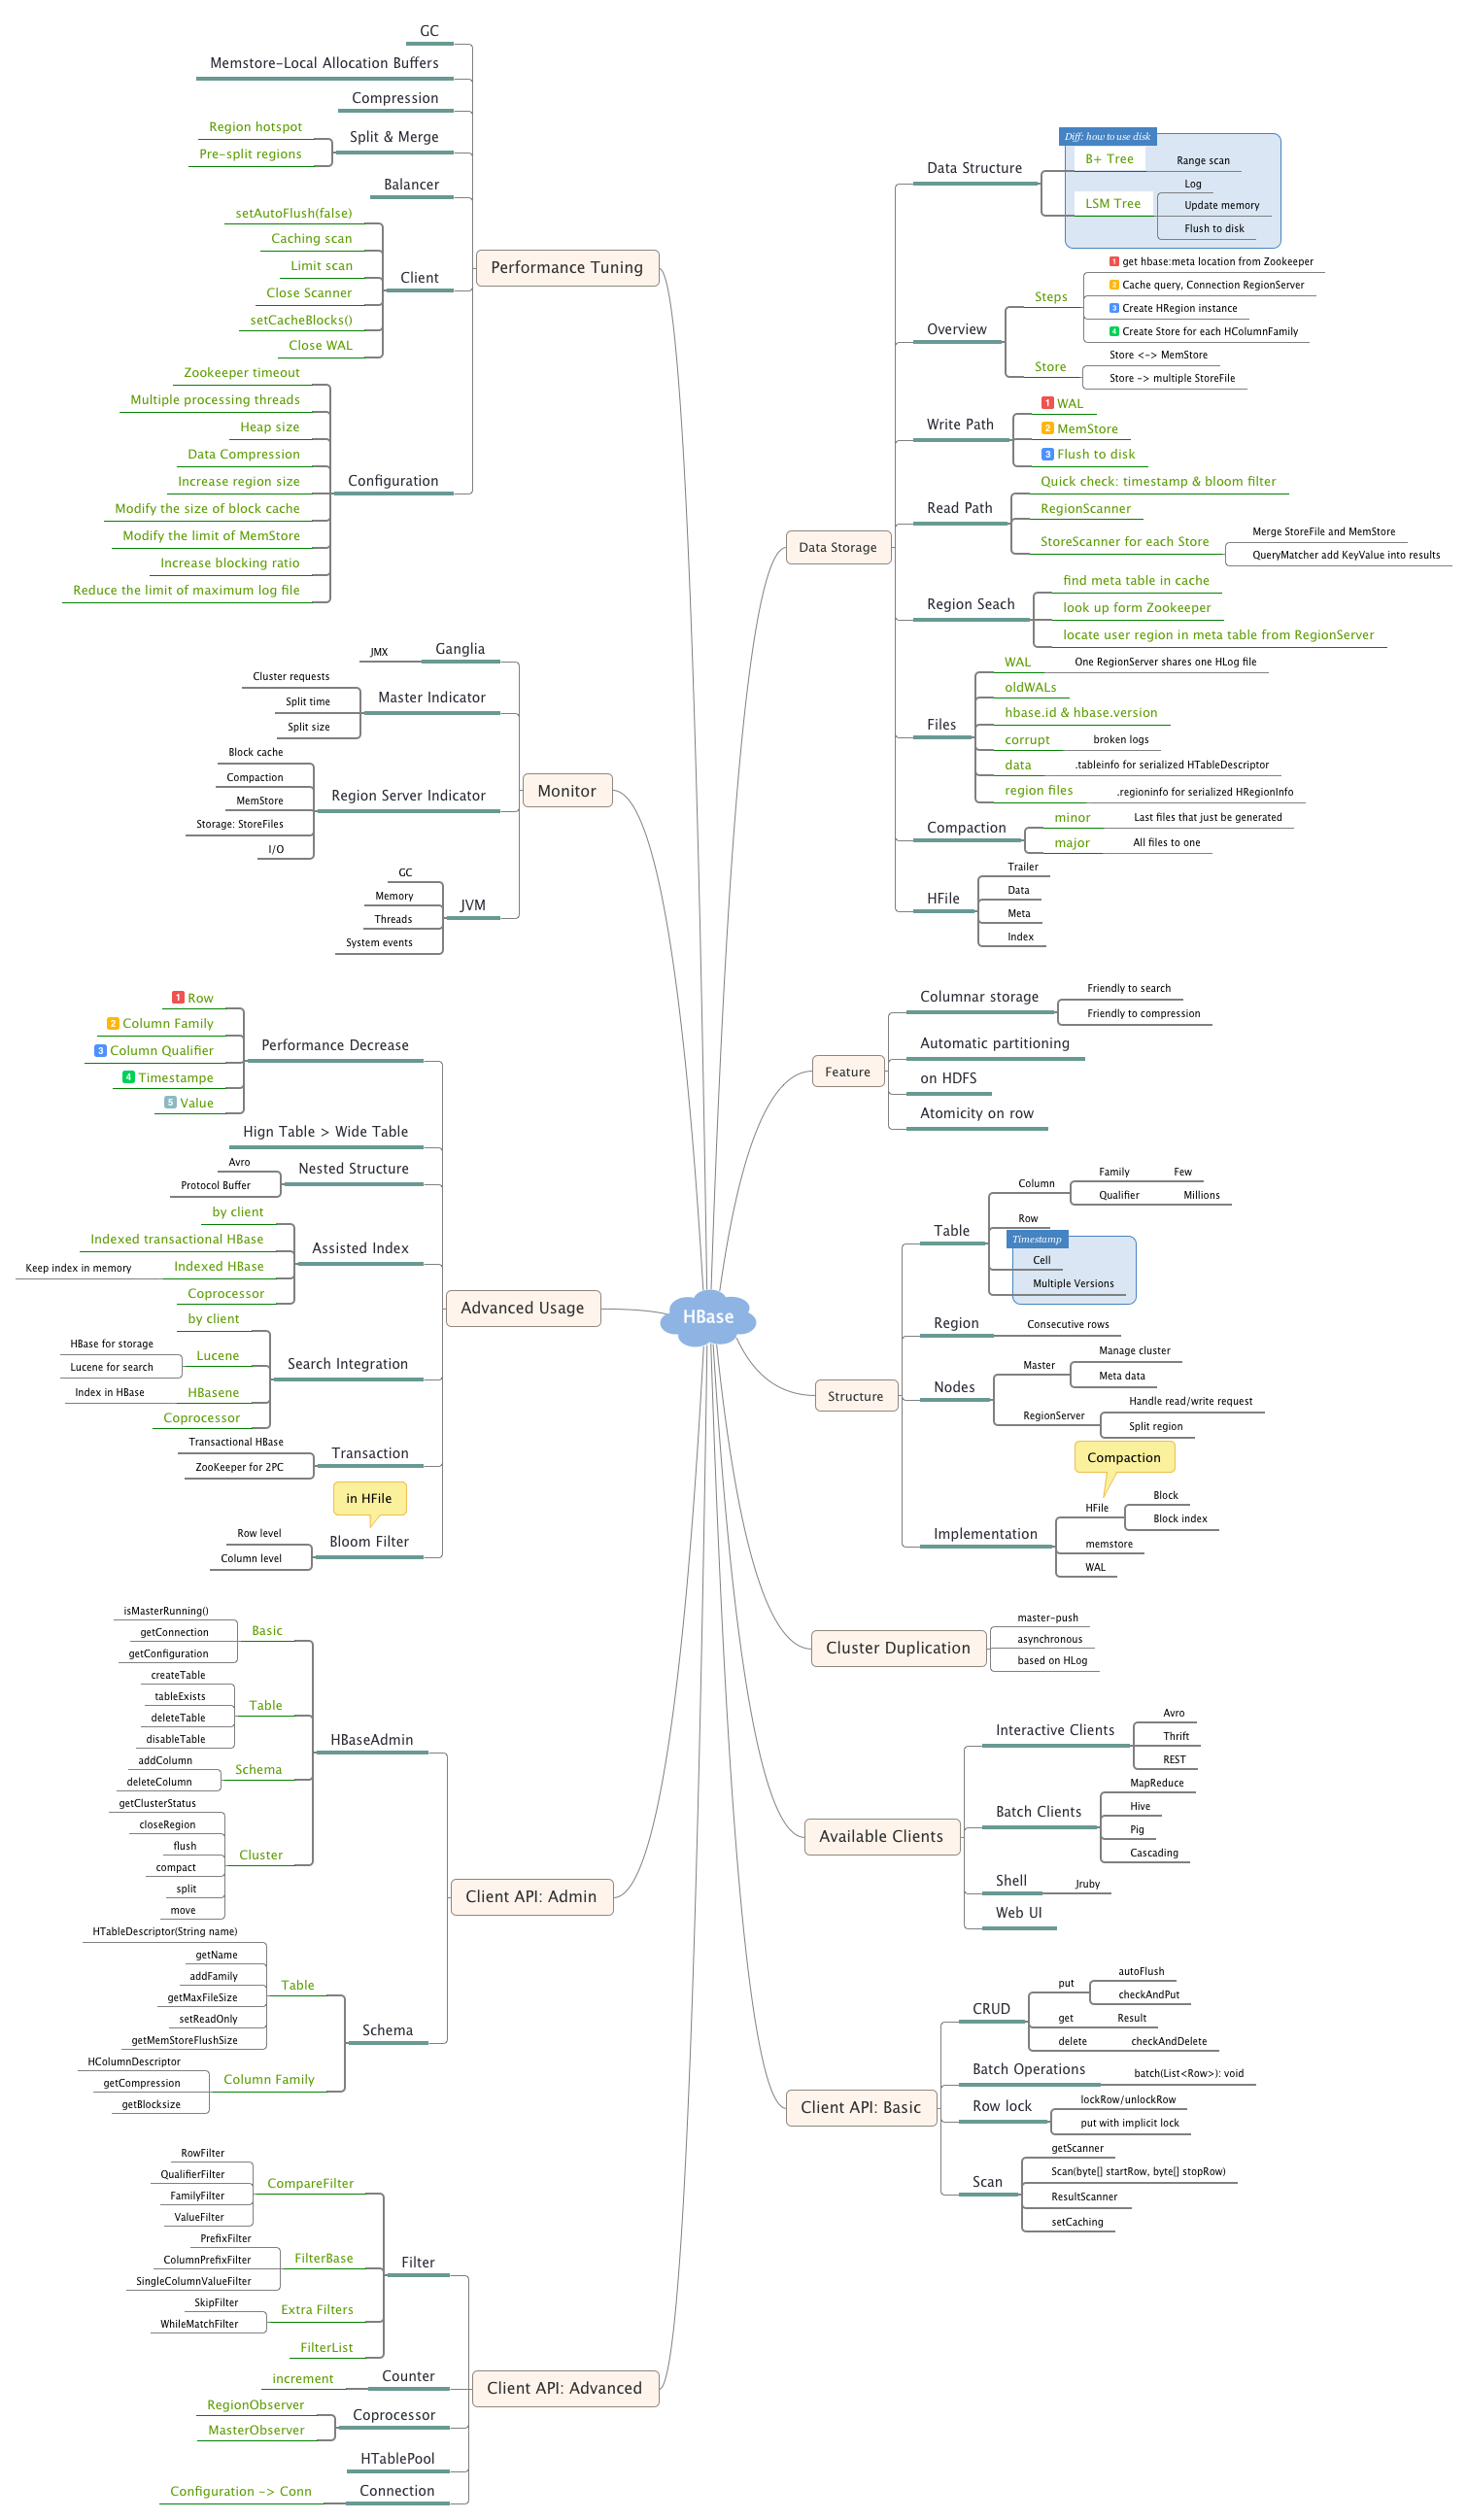 HBase
Data Storage
Data Structure
Diff: how to use disk
B+ Tree
Range scan
LSM Tree
Log
Update memory
Flush to disk
Overview
Steps
1 get hbase:meta location from Zookeeper
2 Cache query, Connection RegionServer
3 Create HRegion instance
4 Create Store for each HColumnFamily
Store
Store <-> MemStore
Store -> multiple StoreFile
Write Path
1 WAL
2 MemStore
3 Flush to disk
Read Path
Quick check: timestamp & bloom filter
RegionScanner
StoreScanner for each Store
Merge StoreFile and MemStore
QueryMatcher add KeyValue into results
Region Seach
find meta table in cache
look up form Zookeeper
locate user region in meta table from RegionServer
Files
WAL
One RegionServer shares one HLog file
oldWALs
hbase.id & hbase.version
corrupt
broken logs
data
.tableinfo for serialized HTableDescriptor
region files
.regioninfo for serialized HRegionInfo
Compaction
minor
Last files that just be generated
major
All files to one
HFile
Trailer
Data
Meta
Index
Feature
Columnar storage
Friendly to search
Friendly to compression
Automatic partitioning
on HDFS
Atomicity on row
Structure
Table
Column
Family
Few
Qualifier
Millions
Row
Timestamp
Cell
Multiple Versions
Region
Consecutive rows
Nodes
Master
Manage cluster
Meta data
RegionServer
Handle read/write request
Split region
Implementation
Compaction
HFile
Block
Block index
memstore
WAL
Cluster Duplication
master-push
asynchronous
based on HLog
Available Clients
Interactive Clients
Avro
Thrift
REST
Batch Clients
MapReduce
Hive
Pig
Cascading
Shell
Jruby
Web UI
Client API: Basic
CRUD
put
autoFlush
checkAndPut
get
Result
delete
checkAndDelete
Batch Operations
batch(List<Row>): void
Row lock
lockRow/unlockRow
put with implicit lock
Scan
getScanner
Scan(byte[] startRow, byte[] stopRow)
ResultScanner
setCaching
Performance Tuning
GC
Memstore-Local Allocation Buffers
Compression
Split & Merge
Region hotspot
Pre-split regions
Balancer
Client
setAutoFlush(false)
Caching scan
Limit scan
Close Scanner
setCacheBlocks()
Close WAL
Configuration
Zookeeper timeout
Multiple processing threads
Heap size
Data Compression
Increase region size
Modify the size of block cache
Modify the limit of MemStore
Increase blocking ratio
Reduce the limit of maximum log file
Monitor
Ganglia
JMX
Master Indicator
Cluster requests
Split time
Split size
Region Server Indicator
Block cache
Compaction
MemStore
Storage: StoreFiles
I/O
JVM
GC
Memory
Threads
System events
Advanced Usage
Performance Decrease
1 Row
2 Column Family
3 Column Qualifier
4 Timestampe
5 Value
Hign Table > Wide Table
Nested Structure
Avro
Protocol Buffer
Assisted Index
by client
Indexed transactional HBase
Indexed HBase
Keep index in memory
Coprocessor
Search Integration
by client
Lucene
HBase for storage
Lucene for search
HBasene
Index in HBase
Coprocessor
Transaction
Transactional HBase
ZooKeeper for 2PC
in HFile
Bloom Filter
Row level
Column level
Client API: Admin
HBaseAdmin
Basic
isMasterRunning()
getConnection
getConfiguration
Table
createTable
tableExists
deleteTable
disableTable
Schema
addColumn
deleteColumn
Cluster
getClusterStatus
closeRegion
flush
compact
split
move
Schema
Table
HTableDescriptor(String name)
getName
addFamily
getMaxFileSize
setReadOnly
getMemStoreFlushSize
Column Family
HColumnDescriptor
getCompression
getBlocksize
Client API: Advanced
Filter
CompareFilter
RowFilter
QualifierFilter
FamilyFilter
ValueFilter
FilterBase
PrefixFilter
ColumnPrefixFilter
SingleColumnValueFilter
Extra Filters
SkipFilter
WhileMatchFilter
FilterList
Counter
increment
Coprocessor
RegionObserver
MasterObserver
HTablePool
Connection
Configuration -> Conn